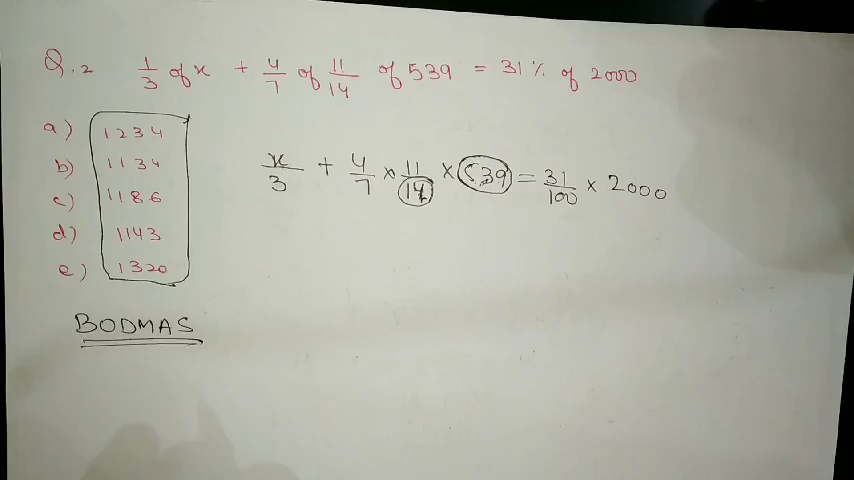 Q.2 1/3 of x + 4/7 of 11/14 of 539 = 31% of 2000
a) 1234
b) 1134
c) 1186
d) 1143
e) 1320
x/3 + 4/7 × 11/14 × 539 = 31/100 × 2000
BODMAS